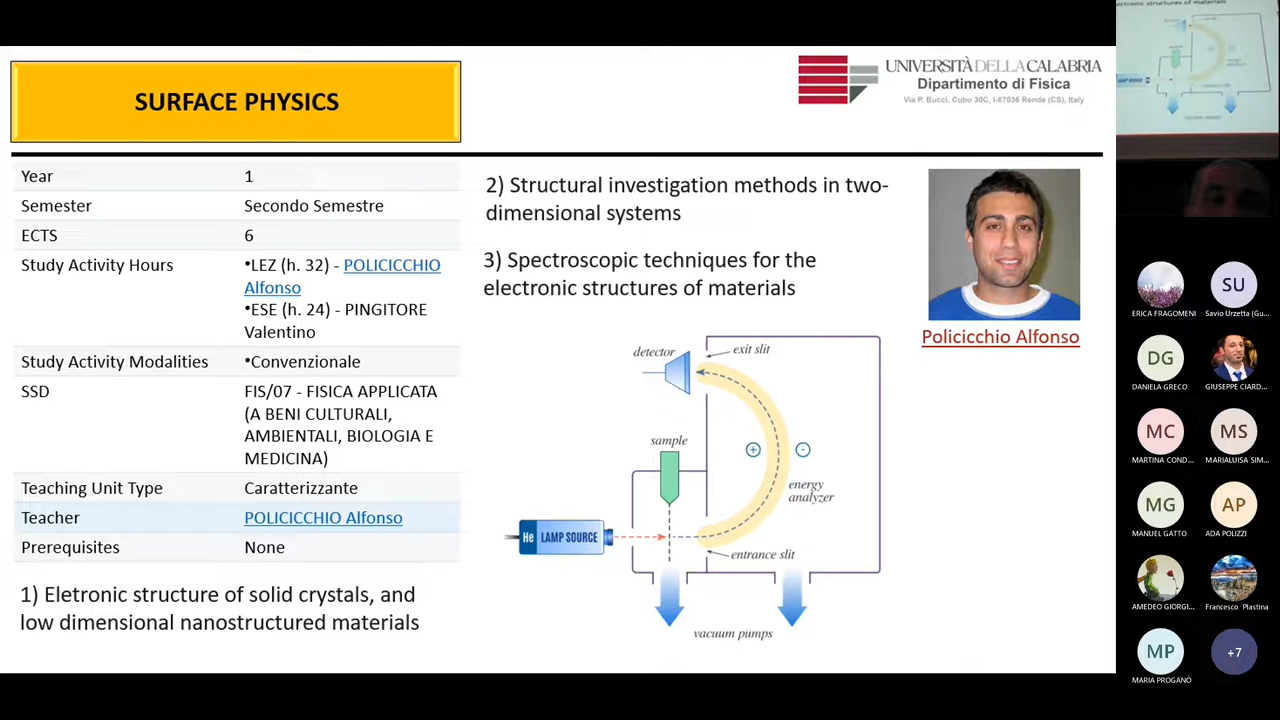 SURFACE PHYSICS
UNIVERSITÀ DELLA CALABRIA
Dipartimento di Fisica
Via P. Bucci, Cubo 30C, I-87036 Rende (CS), Italy
Year 1
Semester Secondo Semestre
ECTS 6
Study Activity Hours •LEZ (h. 32) - POLICICCHIO
Alfonso
•ESE (h. 24) - PINGITORE
Valentino
Study Activity Modalities •Convenzionale
SSD FIS/07 - FISICA APPLICATA
(A BENI CULTURALI,
AMBIENTALI, BIOLOGIA E
MEDICINA)
Teaching Unit Type Caratterizzante
Teacher POLICICCHIO Alfonso
Prerequisites None
1) Eletronic structure of solid crystals, and
low dimensional nanostructured materials
2) Structural investigation methods in two-
dimensional systems
3) Spectroscopic techniques for the
electronic structures of materials
detector
exit slit
sample
+ -
energy
analyzer
He LAMP SOURCE
entrance slit
vacuum pumps
Policicchio Alfonso
ectronic structures of materials
ERICA FRAGOMENI
SU
Savio Urzetta (Gu...
DG
DANIELA GRECO
GIUSEPPE CIARD...
MC
MARTINA COND...
MS
MARIALUISA SIM...
MG
MANUEL GATTO
AP
ADA POLIZZI
AMEDEO GIORGI...
Francesco Plastina
MP
MARIA PROGANÒ
+7